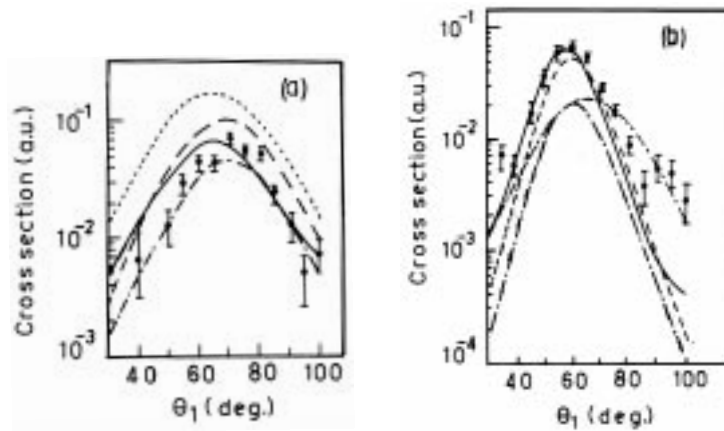 (a)
Cross section (a.u.)
10⁻¹
10⁻²
10⁻³
40 60 80 100
θ₁ (deg.)
(b)
Cross section (a.u.)
10⁻¹
10⁻²
10⁻³
10⁻⁴
40 60 80 100
θ₁ (deg.)